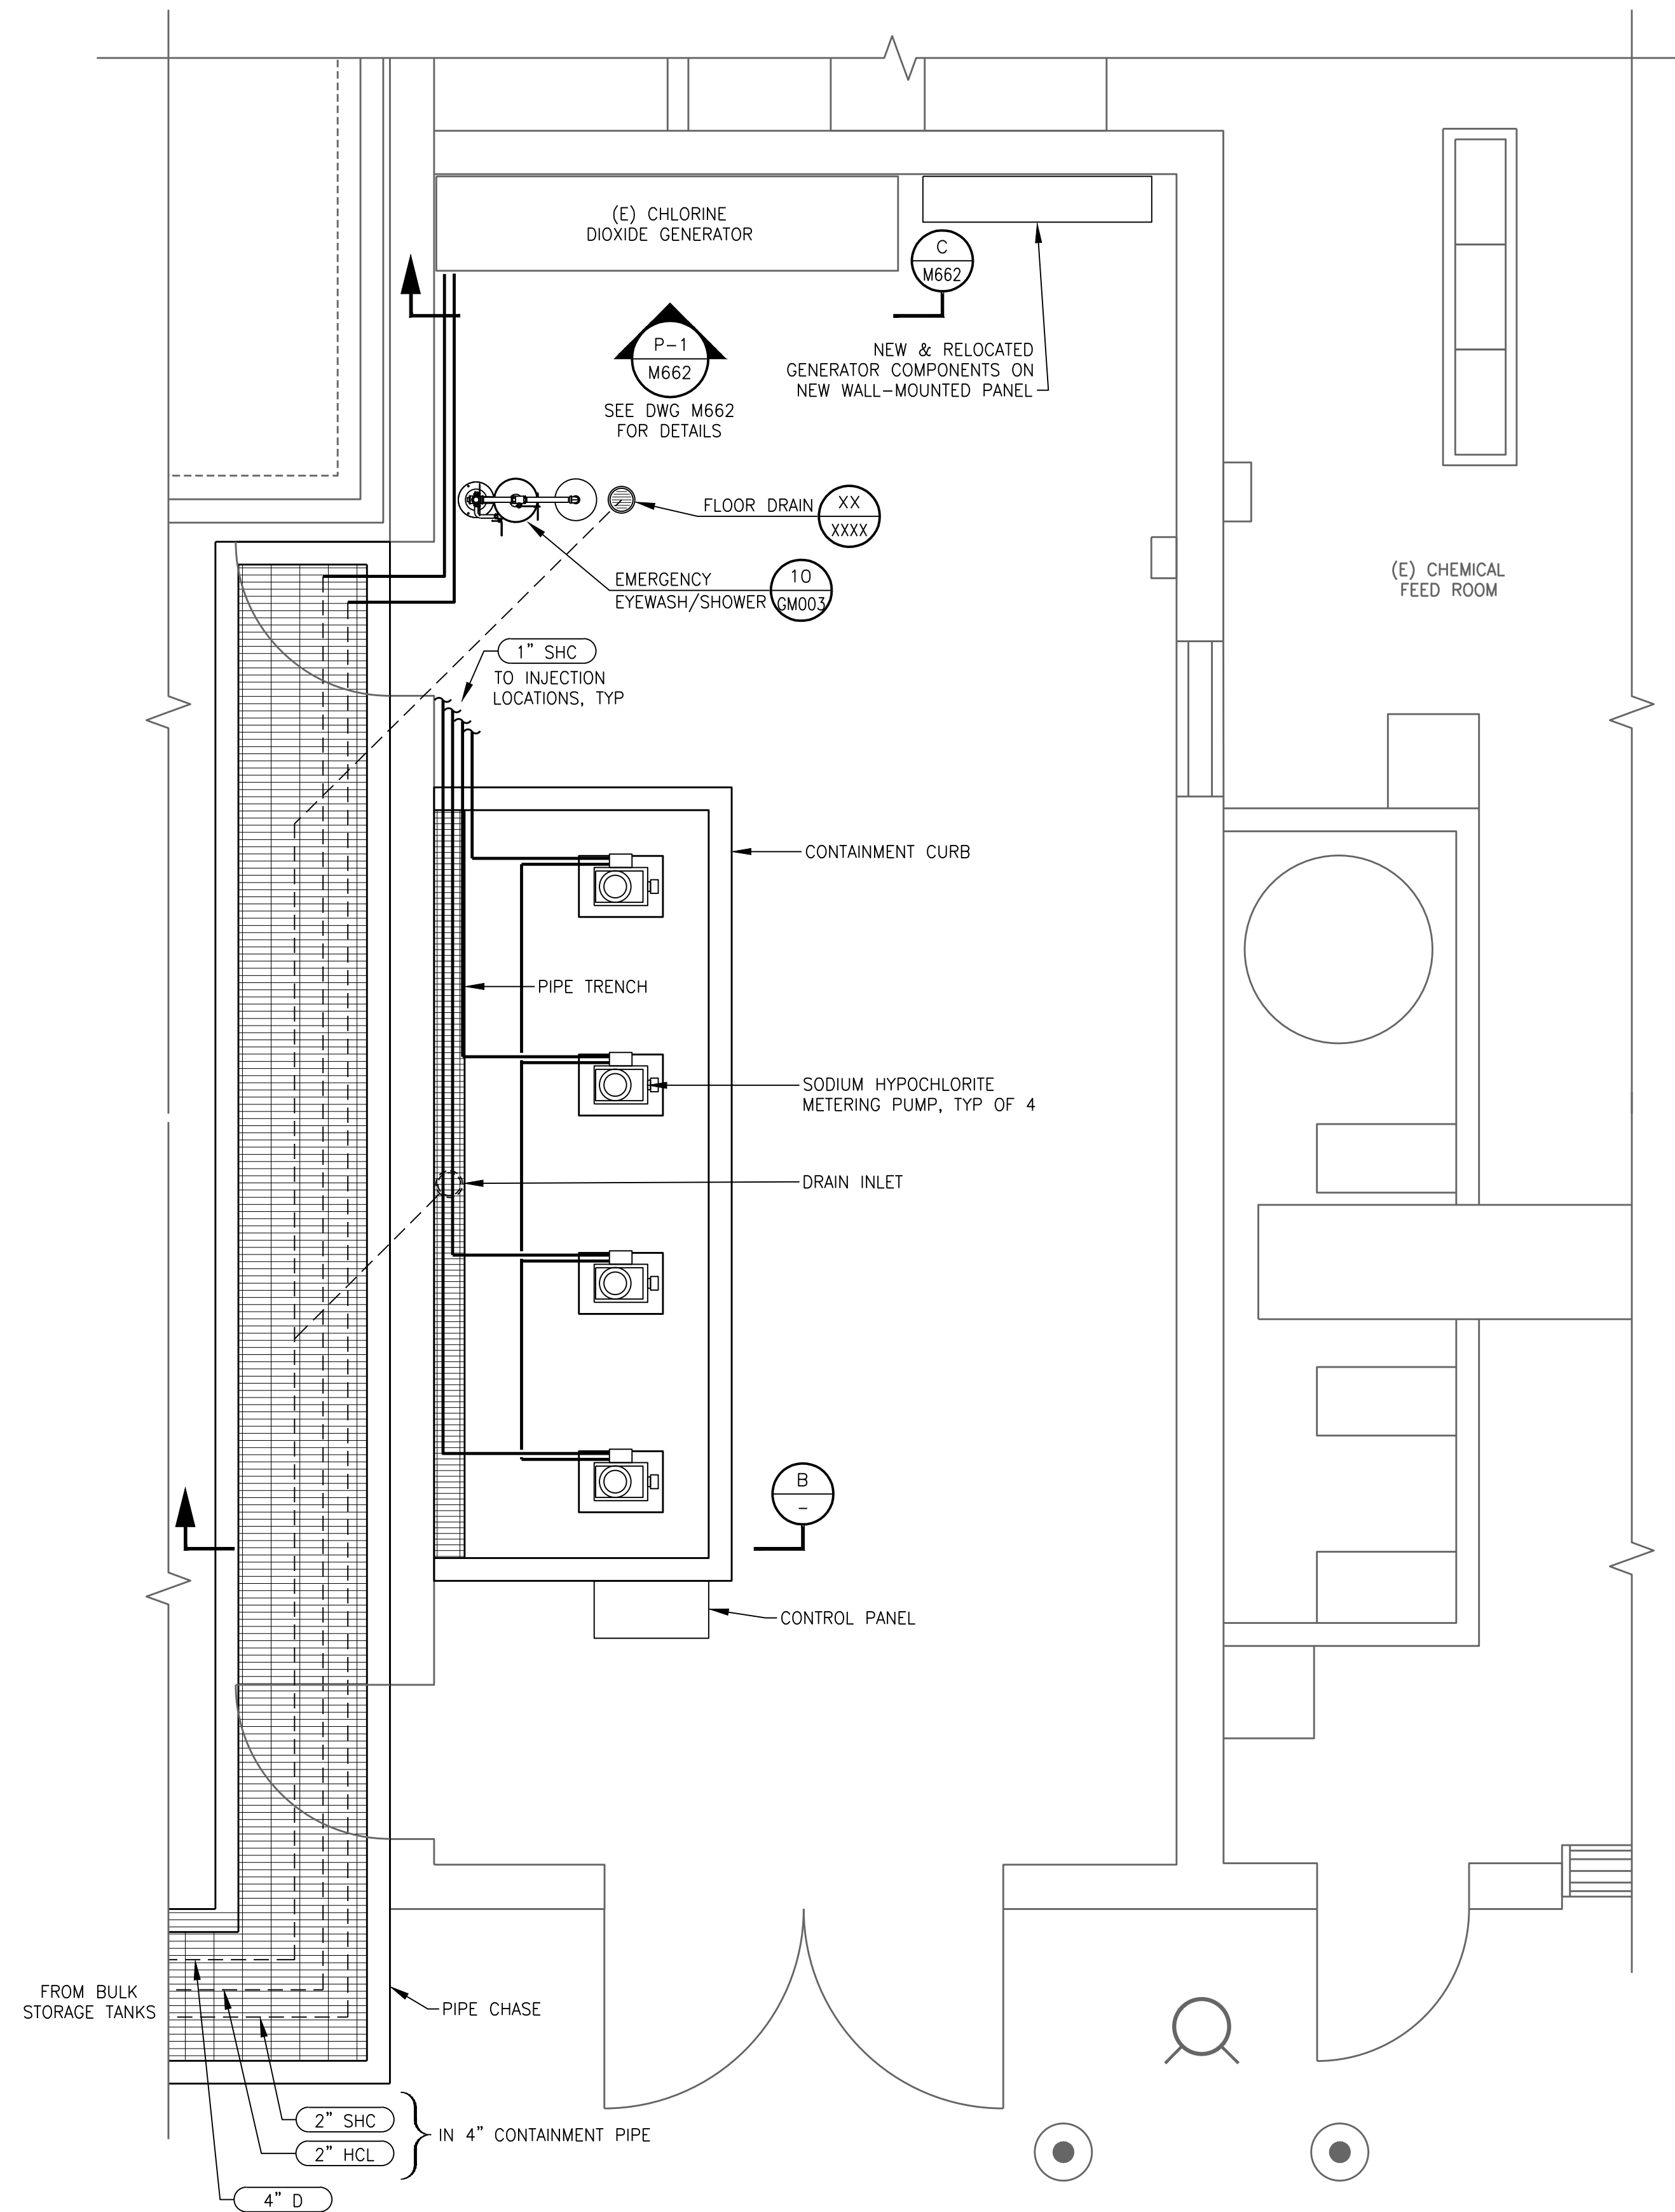 (E) CHLORINE
DIOXIDE GENERATOR
C
M662
P-1
M662
SEE DWG M662
FOR DETAILS
NEW & RELOCATED
GENERATOR COMPONENTS ON
NEW WALL-MOUNTED PANEL
FLOOR DRAIN
XX
XXXX
EMERGENCY
EYEWASH/SHOWER
10
GM003
(E) CHEMICAL
FEED ROOM
1" SHC
TO INJECTION
LOCATIONS, TYP
CONTAINMENT CURB
PIPE TRENCH
SODIUM HYPOCHLORITE
METERING PUMP, TYP OF 4
DRAIN INLET
B
-
CONTROL PANEL
FROM BULK
STORAGE TANKS
PIPE CHASE
2" SHC
2" HCL
IN 4" CONTAINMENT PIPE
4" D